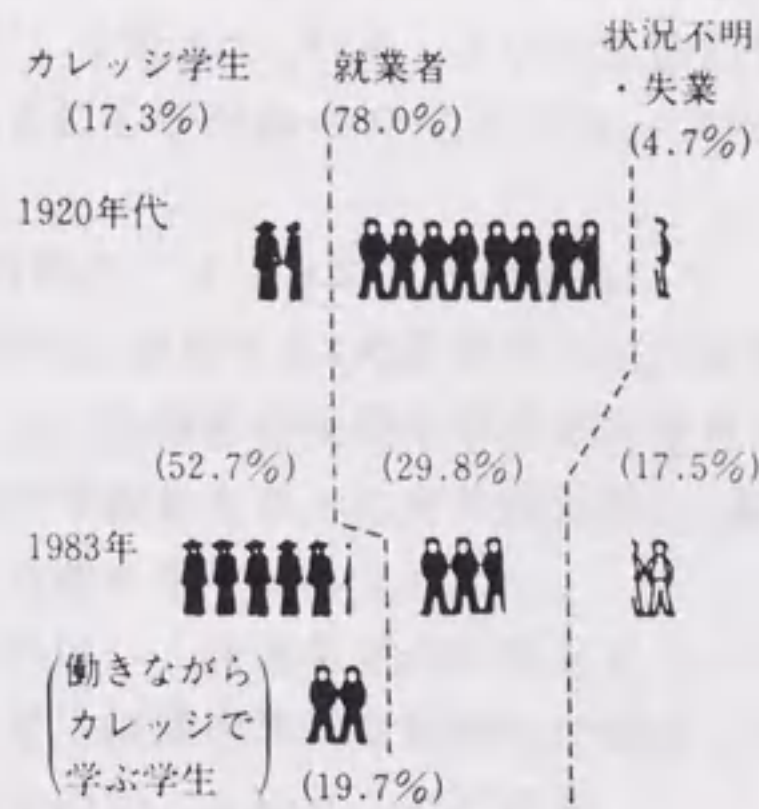 カレッジ学生
(17.3%)
就業者
(78.0%)
状況不明
・失業
(4.7%)
1920年代
(52.7%)
(29.8%)
(17.5%)
1983年
(働きながら
カレッジで
学ぶ学生)
(19.7%)